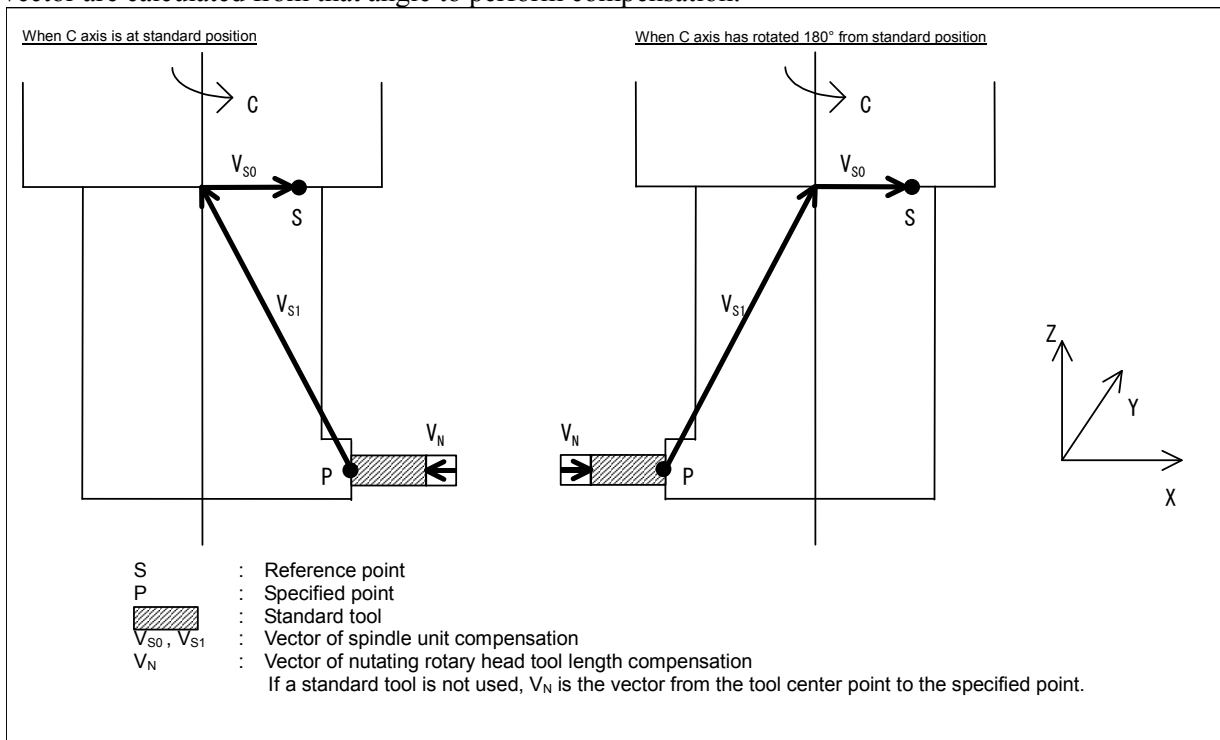 vector are calculated from that angle to perform compensation.
When C axis is at standard position
When C axis has rotated 180° from standard position
C
C
VS0
VS0
S
S
VS1
VS1
Z
Y
X
VN
VN
P
P
S : Reference point
P : Specified point
: Standard tool
VS0 , VS1 : Vector of spindle unit compensation
VN : Vector of nutating rotary head tool length compensation
If a standard tool is not used, VN is the vector from the tool center point to the specified point.